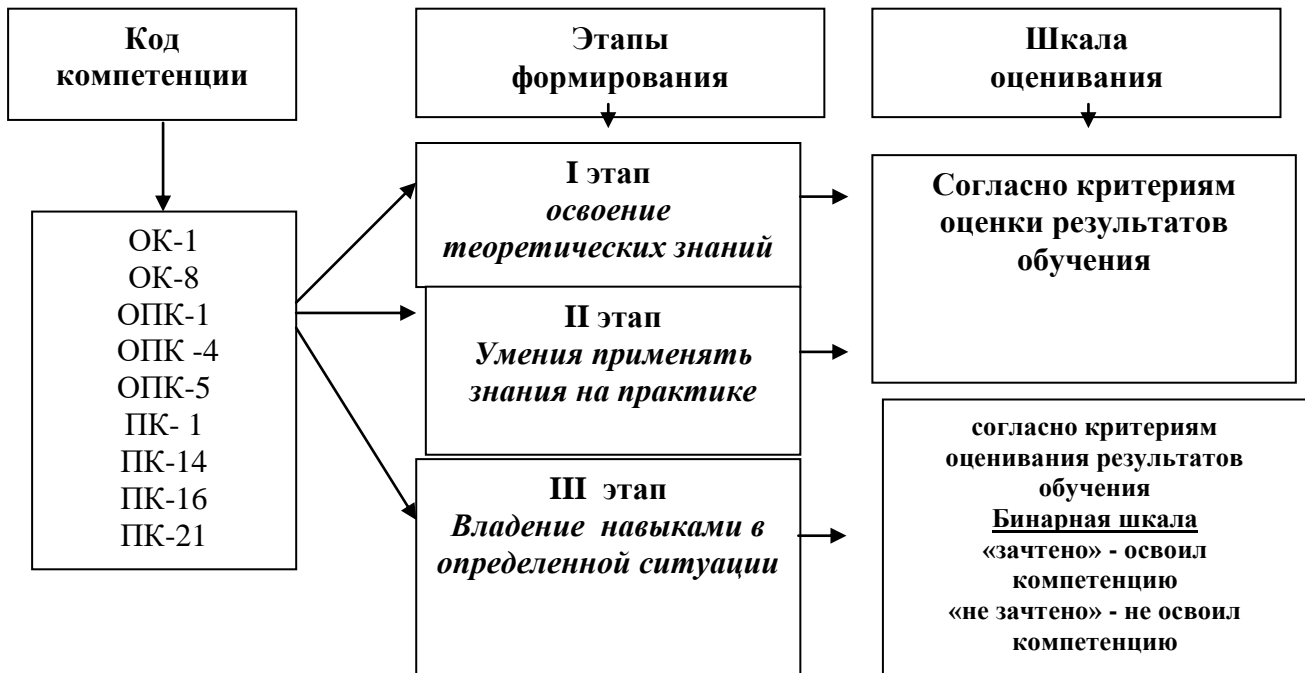 Код
компетенции
Этапы
формирования
Шкала
оценивания
ОК-1
ОК-8
ОПК-1
ОПК -4
ОПК-5
ПК- 1
ПК-14
ПК-16
ПК-21
I этап
освоение
теоретических знаний
II этап
Умения применять
знания на практике
III этап
Владение навыками в
определенной ситуации
Согласно критериям
оценки результатов
обучения
согласно критериям
оценивания результатов
обучения
Бинарная шкала
«зачтено» - освоил
компетенцию
«не зачтено» - не освоил
компетенцию